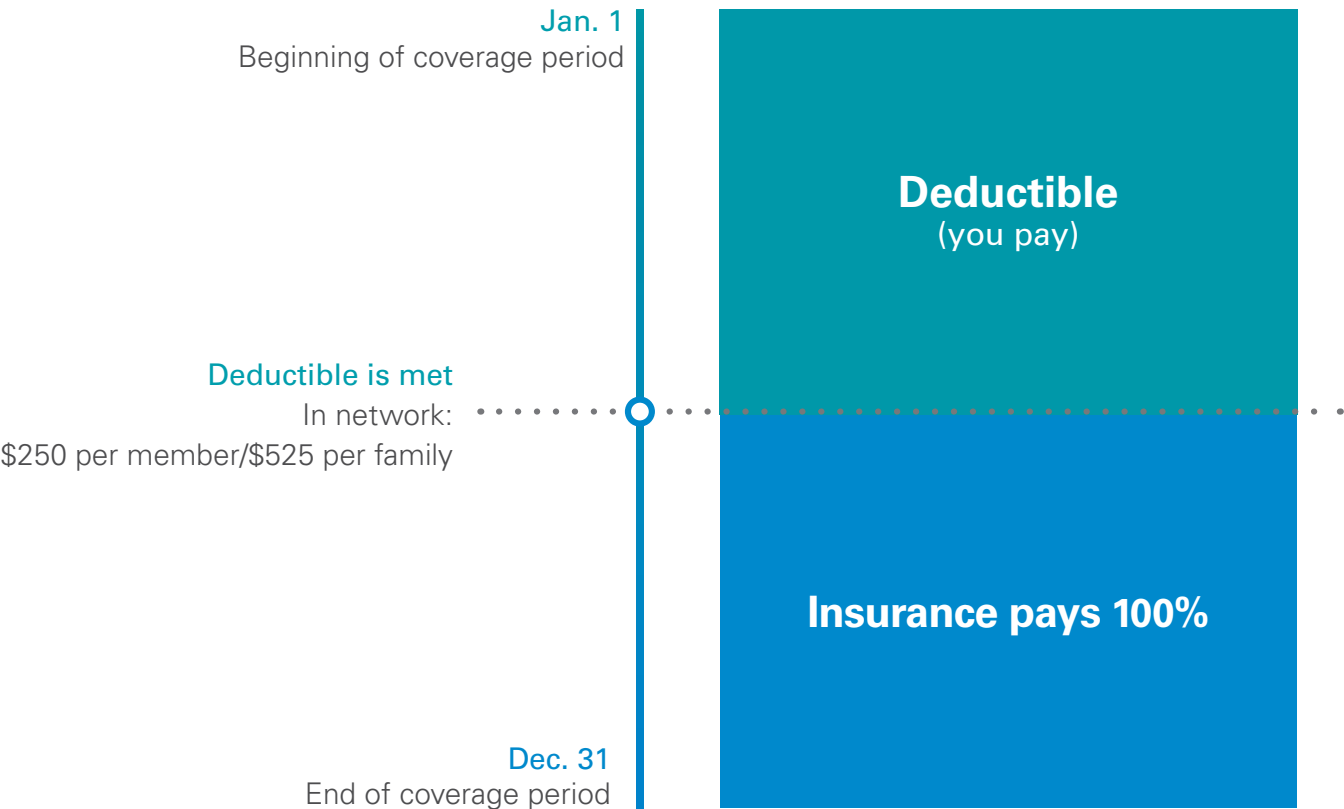 Jan. 1
Beginning of coverage period
Deductible
(you pay)
Deductible is met
In network:
$250 per member/$525 per family
Insurance pays 100%
Dec. 31
End of coverage period